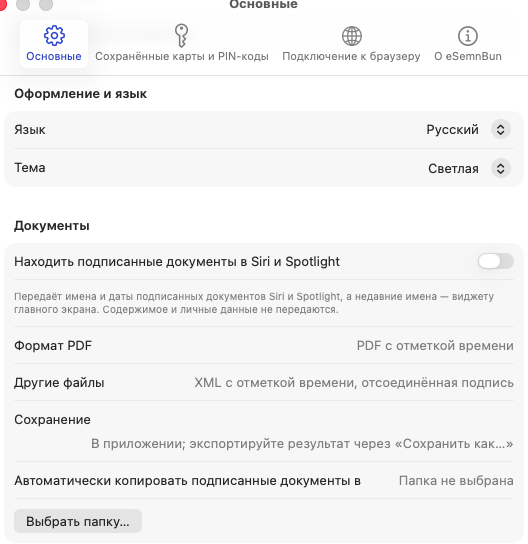 Основные
Основные
Сохранённые карты и PIN-коды
Подключение к браузеру
О eSemnBun
Оформление и язык
Язык
Русский
Тема
Светлая
Документы
Находить подписанные документы в Siri и Spotlight
Передаёт имена и даты подписанных документов Siri и Spotlight, а недавние имена — виджету
главного экрана. Содержимое и личные данные не передаются.
Формат PDF
PDF с отметкой времени
Другие файлы
XML с отметкой времени, отсоединённая подпись
Сохранение
В приложении; экспортируйте результат через «Сохранить как…»
Автоматически копировать подписанные документы в
Папка не выбрана
Выбрать папку…